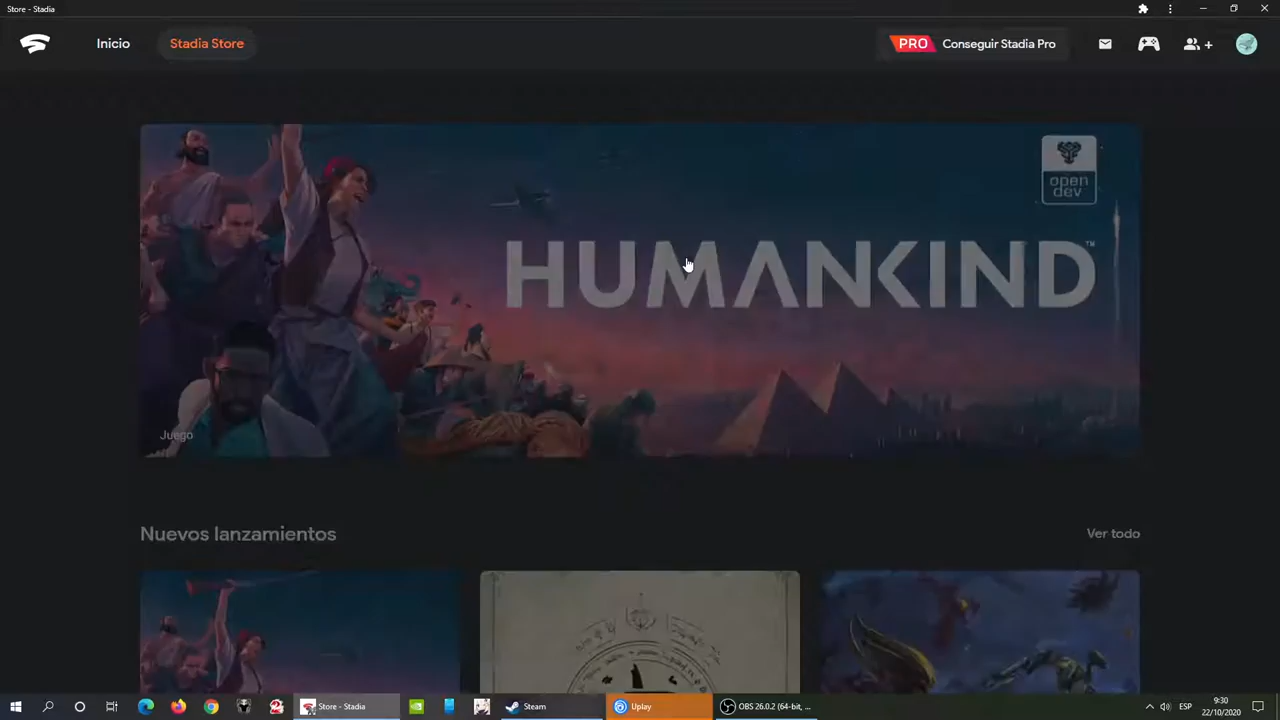 Store - Stadia
Inicio
Stadia Store
PRO
Conseguir Stadia Pro
open
dev
HUMANKIND™
Juego
Nuevos lanzamientos
Ver todo
Store - Stadia
Steam
Uplay
OBS 26.0.2 (64-bit, ...
ESP
9:30
22/10/2020